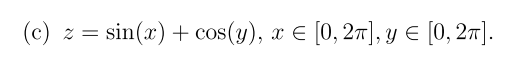 (c) z = sin(x) + cos(y), x ∈ [0, 2π], y ∈ [0, 2π].